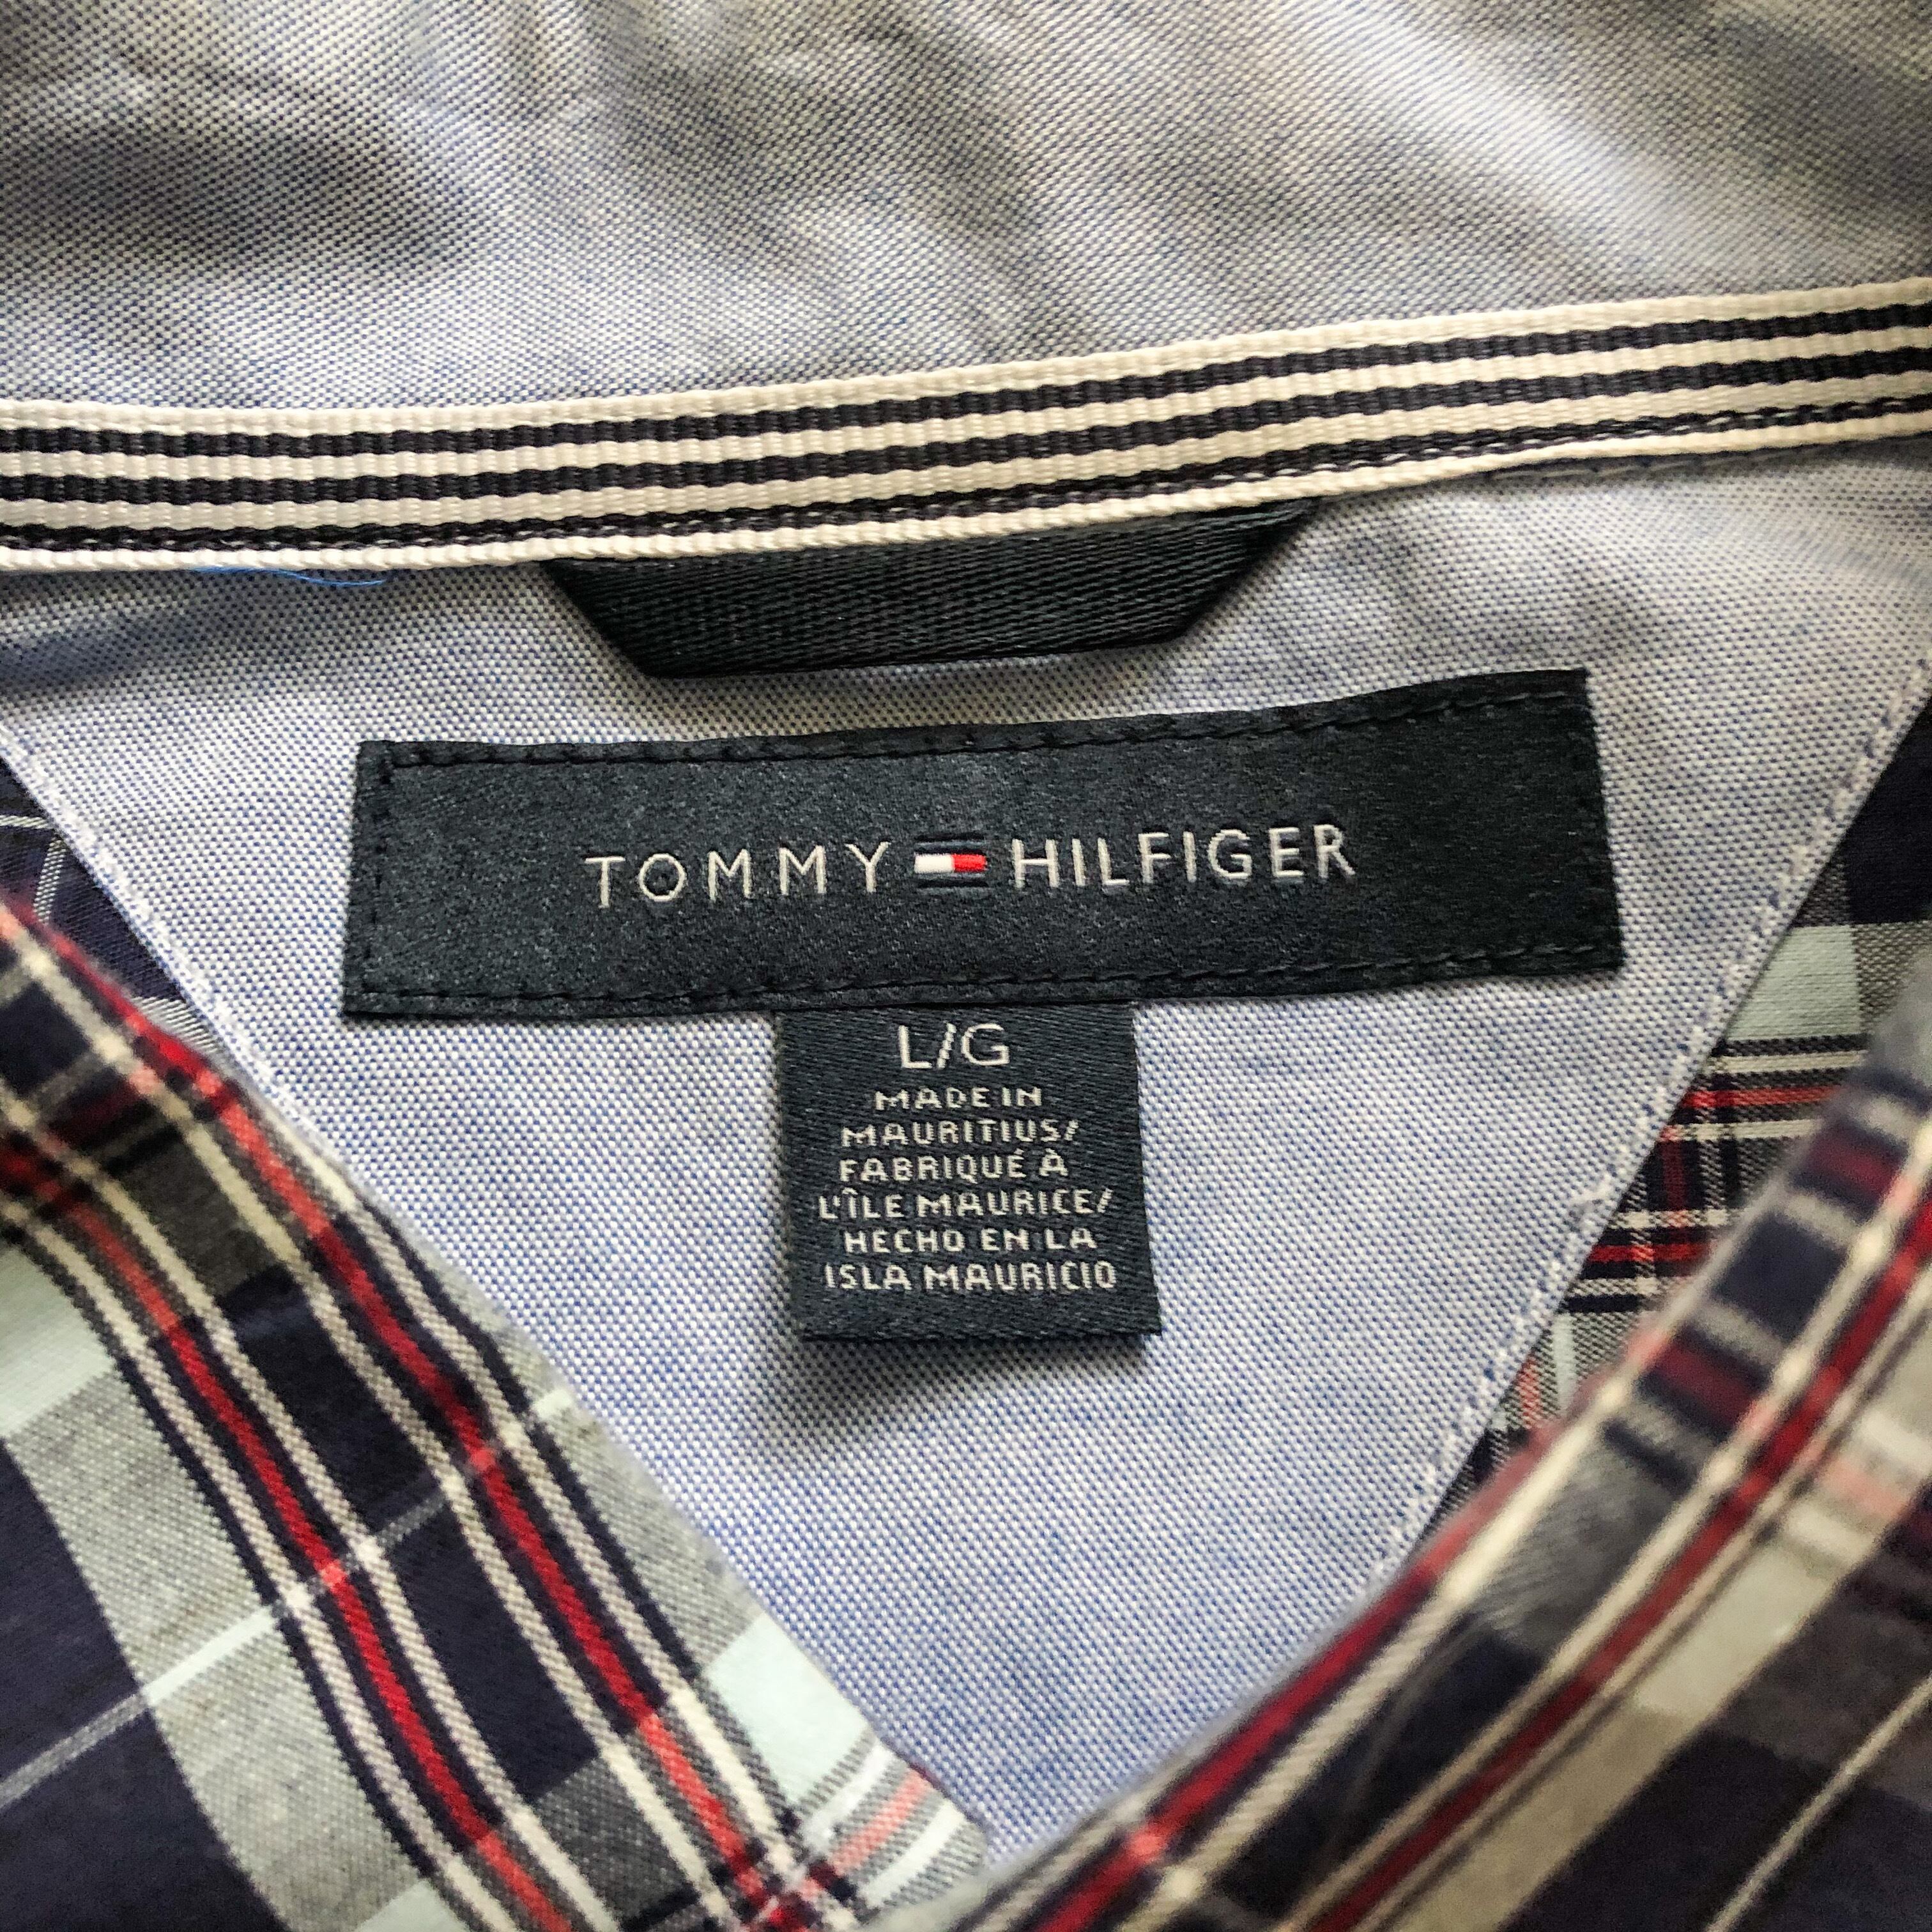 TOMMY HILFIGER
L/G
MADE IN
MAURITIUS/
FABRIQUÉ À
L'ÎLE MAURICE/
HECHO EN LA
ISLA MAURICIO